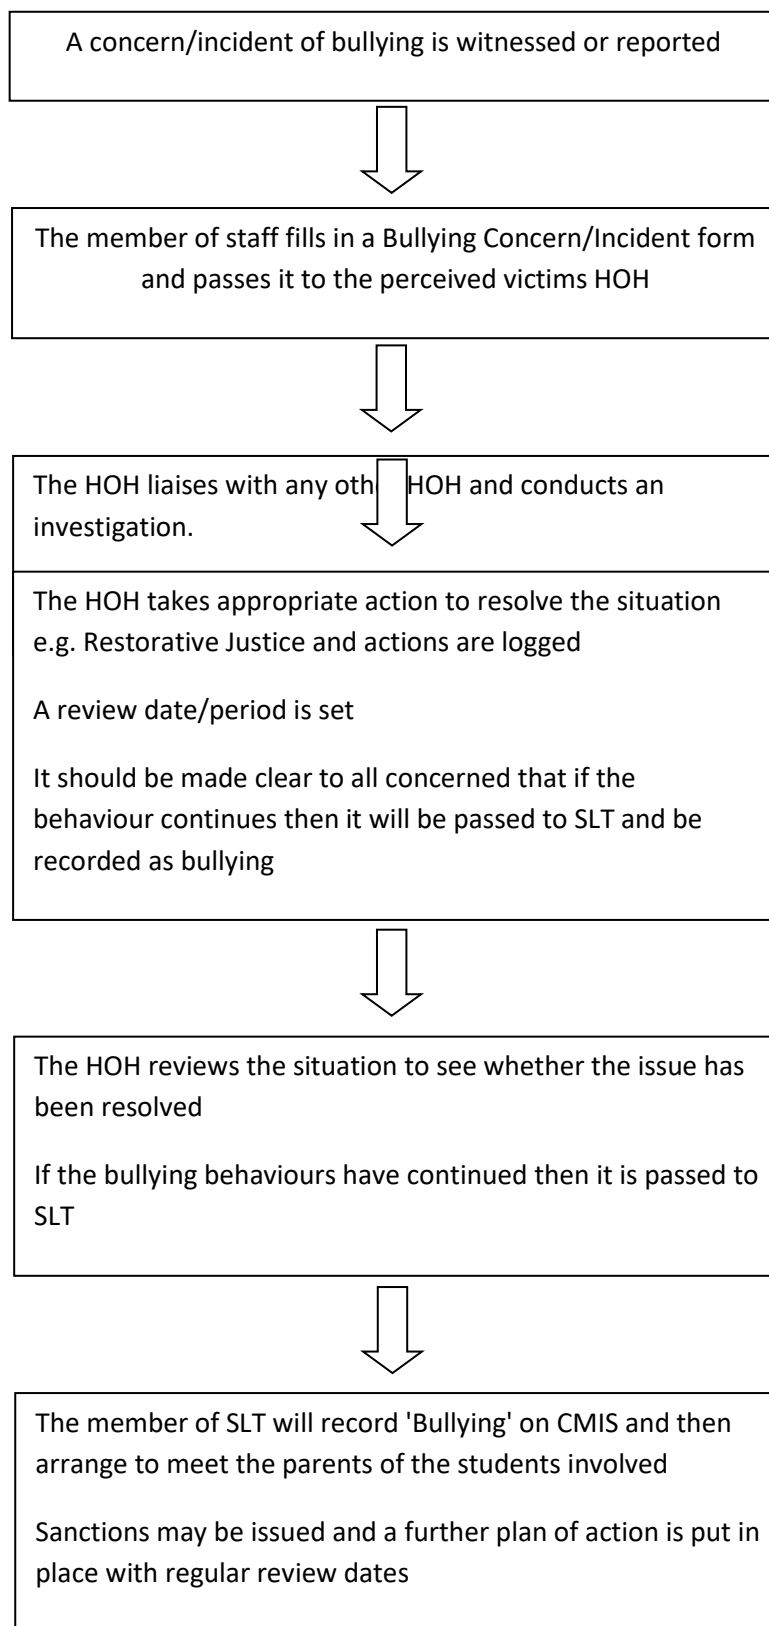 A concern/incident of bullying is witnessed or reported
The member of staff fills in a Bullying Concern/Incident form
and passes it to the perceived victims HOH
The HOH liaises with any oth HOH and conducts an
investigation.
The HOH takes appropriate action to resolve the situation
e.g. Restorative Justice and actions are logged
A review date/period is set
It should be made clear to all concerned that if the
behaviour continues then it will be passed to SLT and be
recorded as bullying
The HOH reviews the situation to see whether the issue has
been resolved
If the bullying behaviours have continued then it is passed to
SLT
The member of SLT will record 'Bullying' on CMIS and then
arrange to meet the parents of the students involved
Sanctions may be issued and a further plan of action is put in
place with regular review dates